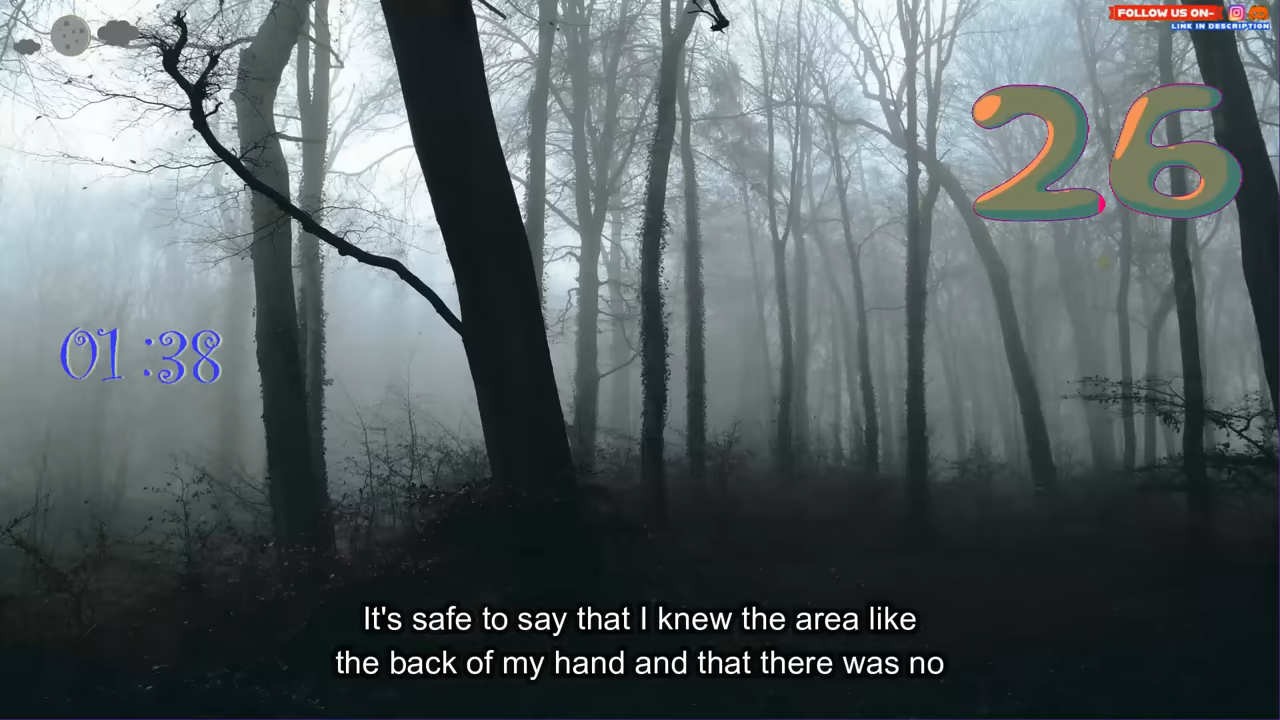 FOLLOW US ON-
LINK IN DESCRIPTION
26
01:38
It's safe to say that I knew the area like
the back of my hand and that there was no